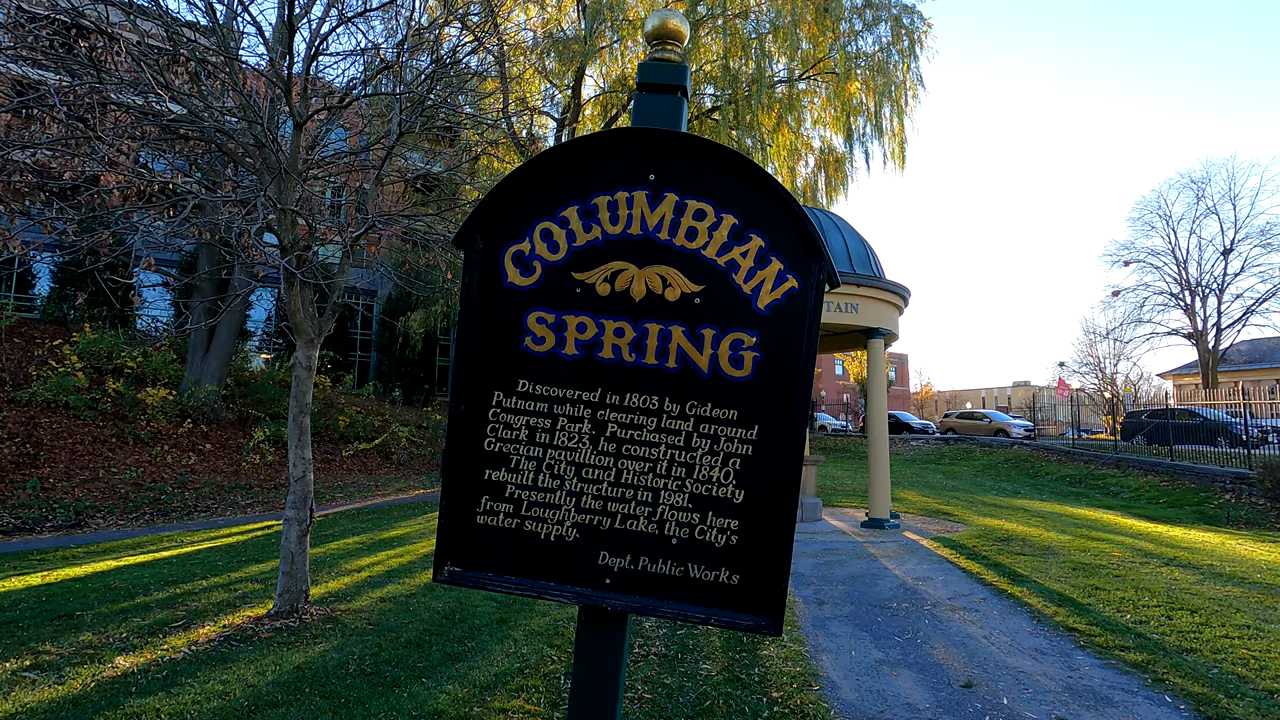 COLUMBIAN
SPRING
Discovered in 1803 by Gideon
Putnam while clearing land around
Congress Park. Purchased by John
Clark in 1823, he constructed a
Grecian pavillion over it in 1840.
The City and Historic Society
rebuilt the structure in 1981.
Presently the water flows here
from Loughberry Lake, the City's
water supply.
Dept. Public Works
TAIN